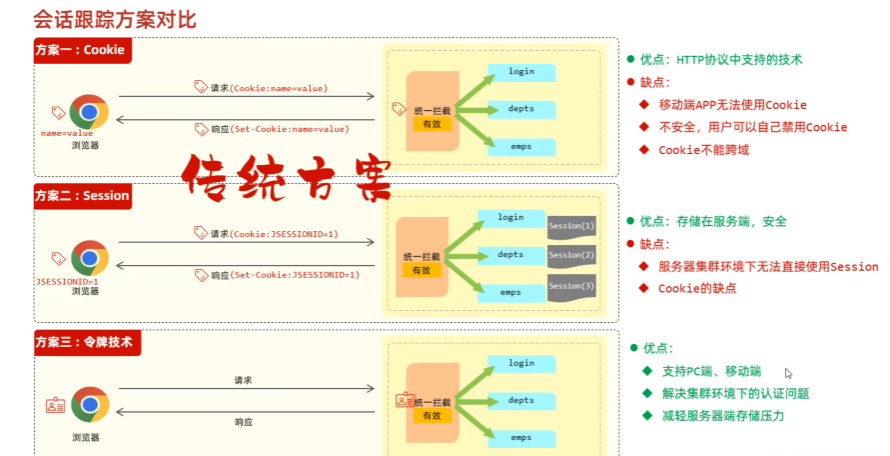 会话跟踪方案对比
方案一：Cookie
请求(Cookie:name=value)
响应(Set-Cookie:name=value)
name=value
浏览器
统一拦截
有效
login
depts
emps
优点：HTTP协议中支持的技术
缺点：
移动端APP无法使用Cookie
不安全，用户可以自己禁用Cookie
Cookie不能跨域
传统方案
方案二：Session
请求(Cookie:JSESSIONID=1)
响应(Set-Cookie:JSESSIONID=1)
JSESSIONID=1
浏览器
统一拦截
有效
login
depts
emps
Session(1)
Session(2)
Session(3)
优点：存储在服务端，安全
缺点：
服务器集群环境下无法直接使用Session
Cookie的缺点
方案三：令牌技术
请求
响应
浏览器
统一拦截
有效
login
depts
emps
优点：
支持PC端、移动端
解决集群环境下的认证问题
减轻服务器端存储压力